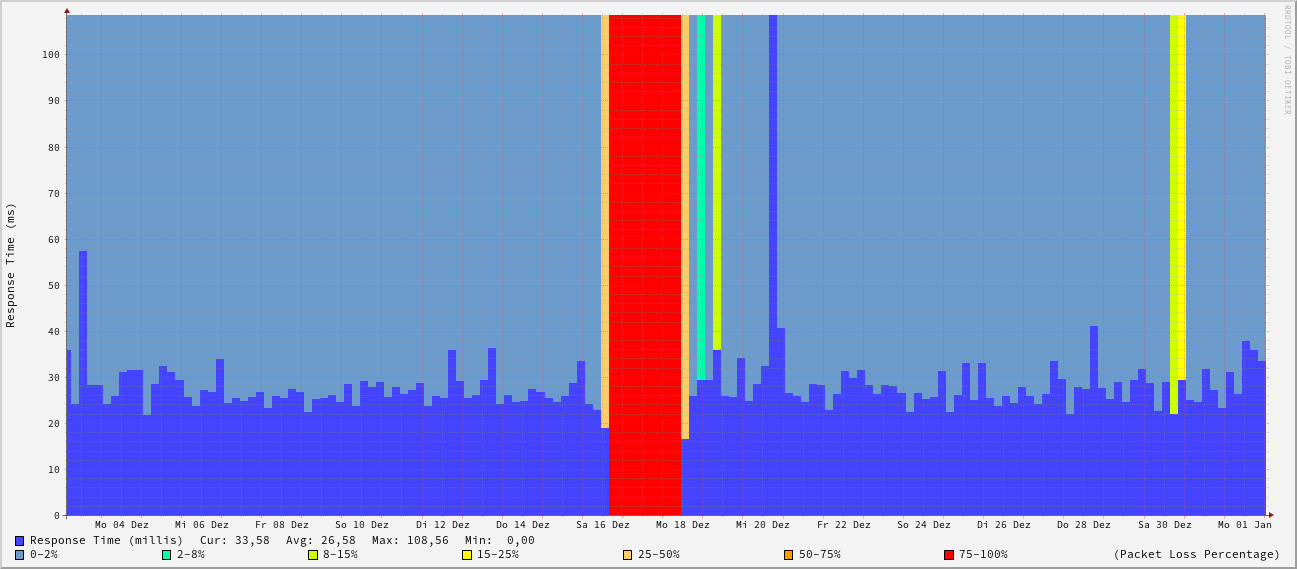 RRDTOOL / TOBI OETIKER
Response Time (ms)
100
90
80
70
60
50
40
30
20
10
0
Mo 04 Dez Mi 06 Dez Fr 08 Dez So 10 Dez Di 12 Dez Do 14 Dez Sa 16 Dez Mo 18 Dez Mi 20 Dez Fr 22 Dez So 24 Dez Di 26 Dez Do 28 Dez Sa 30 Dez Mo 01 Jan
Response Time (millis) Cur: 33,58 Avg: 26,58 Max: 108,56 Min: 0,00
0-2% 2-8% 8-15% 15-25% 25-50% 50-75% 75-100% (Packet Loss Percentage)